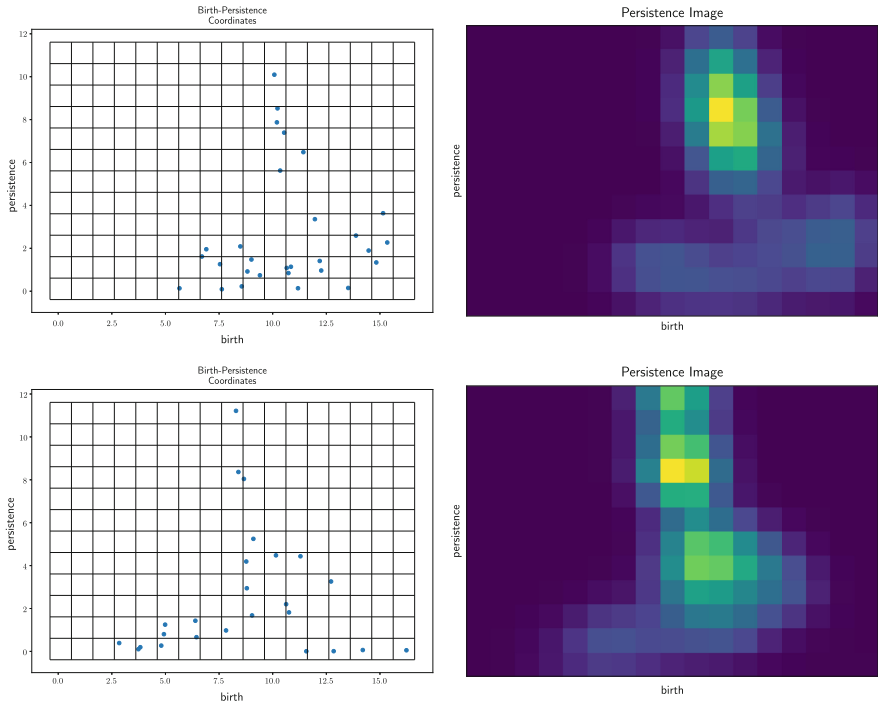 Birth-Persistence
Coordinates
12
10
8
6
4
2
0
persistence
0.0 2.5 5.0 7.5 10.0 12.5 15.0
birth
Persistence Image
persistence
birth
Birth-Persistence
Coordinates
12
10
8
6
4
2
0
persistence
0.0 2.5 5.0 7.5 10.0 12.5 15.0
birth
Persistence Image
persistence
birth